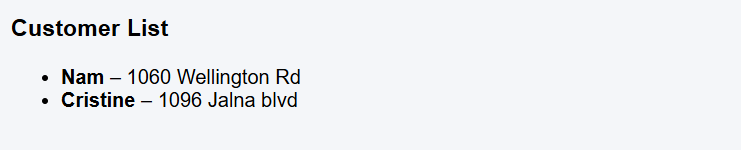 Customer List
Nam – 1060 Wellington Rd
Cristine – 1096 Jalna blvd